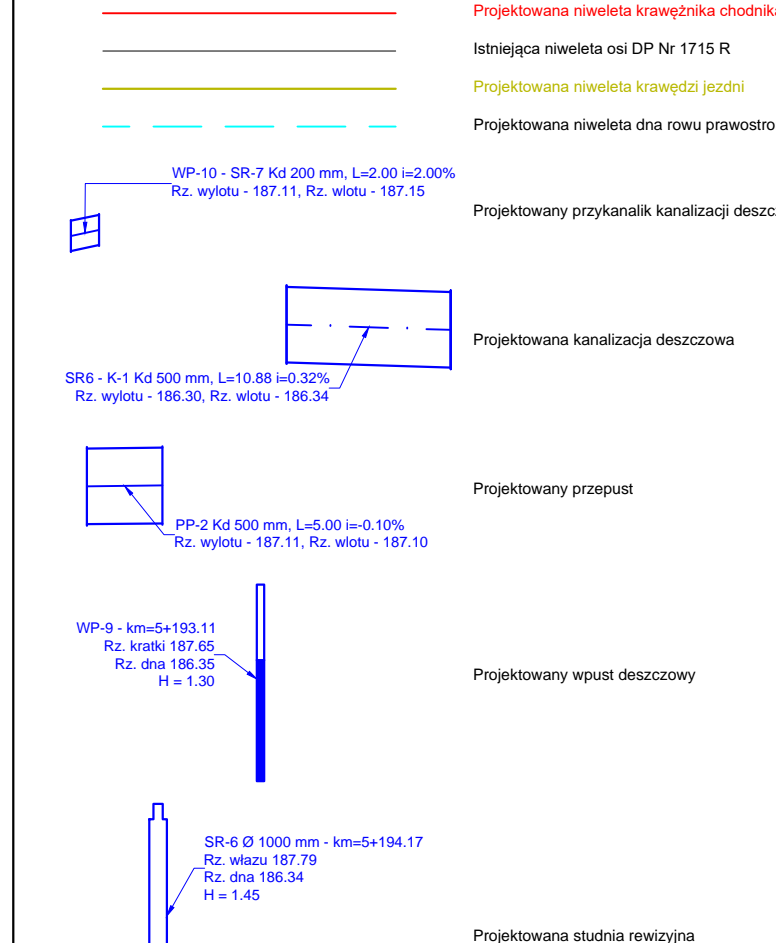 Projektowana niweleta krawężnika chodnika
Istniejąca niweleta osi DP Nr 1715 R
Projektowana niweleta krawędzi jezdni
Projektowana niweleta dna rowu prawostro
WP-10 - SR-7 Kd 200 mm, L=2.00 i=2.00%
Rz. wylotu - 187.11, Rz. wlotu - 187.15
Projektowany przykanalik kanalizacji deszcz
Projektowana kanalizacja deszczowa
SR6 - K-1 Kd 500 mm, L=10.88 i=0.32%
Rz. wylotu - 186.30, Rz. wlotu - 186.34
Projektowany przepust
PP-2 Kd 500 mm, L=5.00 i=-0.10%
Rz. wylotu - 187.11, Rz. wlotu - 187.10
WP-9 - km=5+193.11
Rz. kratki 187.65
Rz. dna 186.35
H = 1.30
Projektowany wpust deszczowy
SR-6 Ø 1000 mm - km=5+194.17
Rz. włazu 187.79
Rz. dna 186.34
H = 1.45
Projektowana studnia rewizyjna